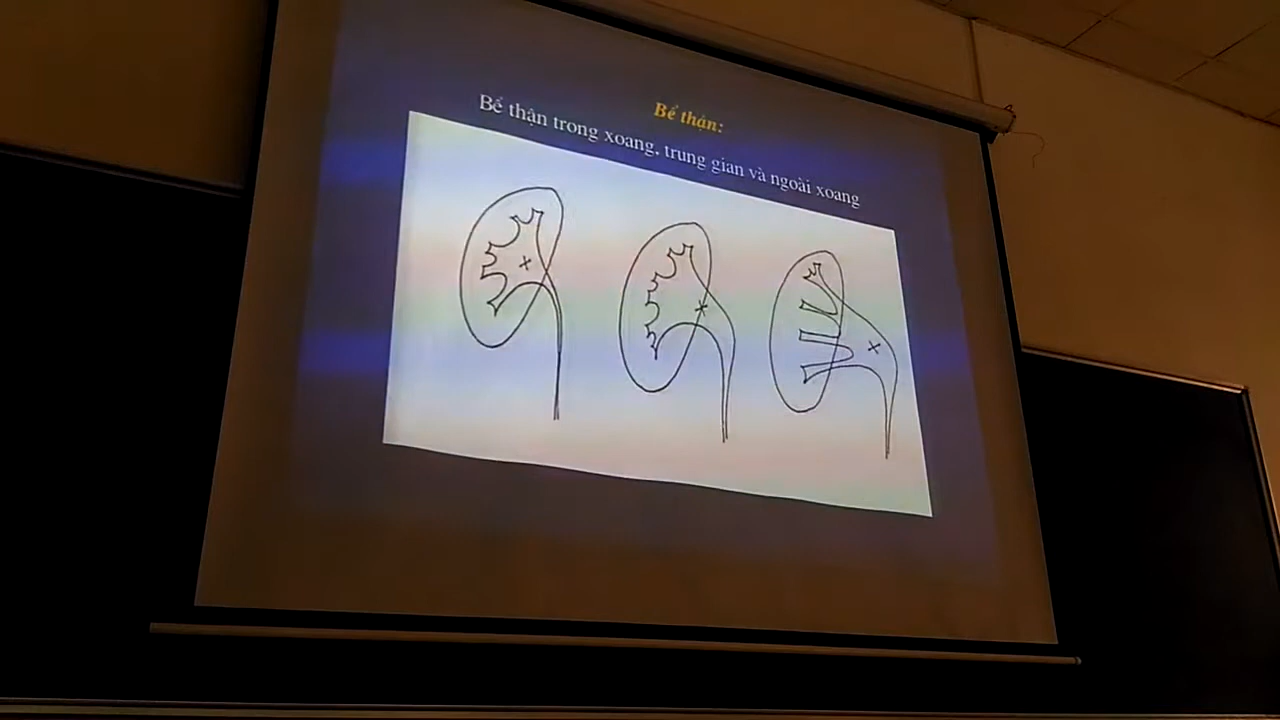 Bể thận:
Bể thận trong xoang, trung gian và ngoài xoang